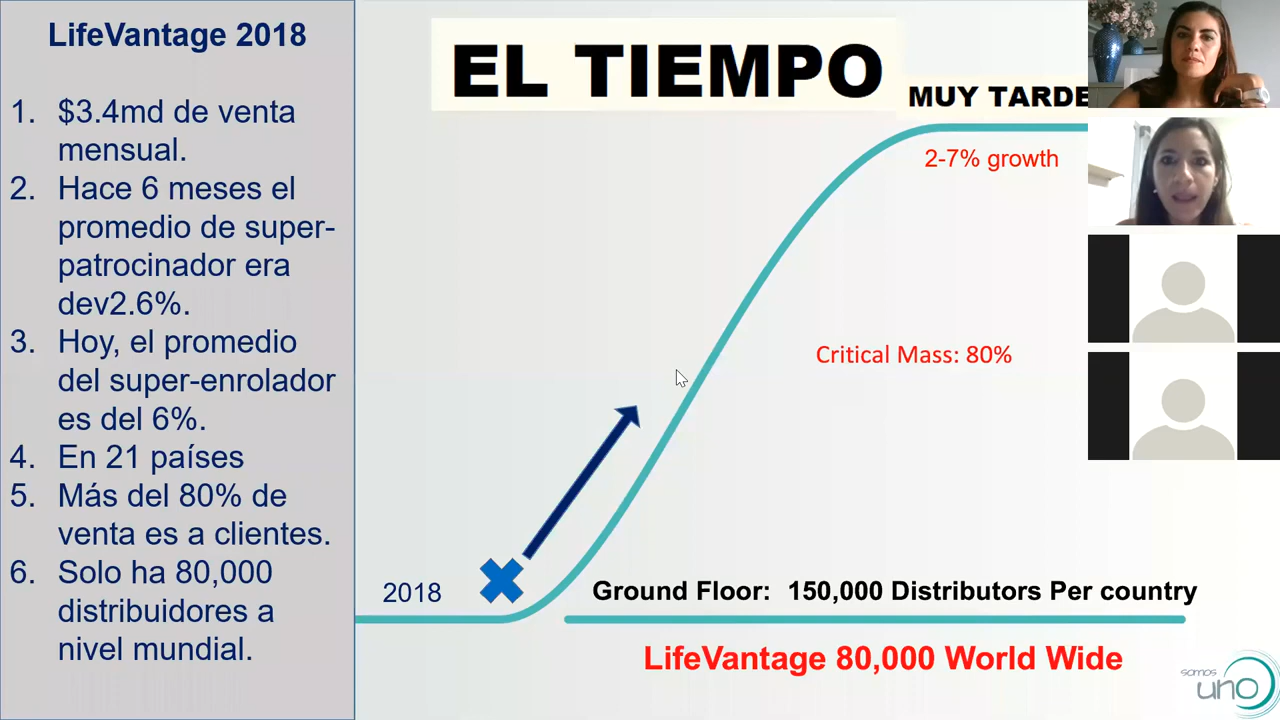 LifeVantage 2018
1. $3.4md de venta
mensual.
2. Hace 6 meses el
promedio de super-
patrocinador era
dev2.6%.
3. Hoy, el promedio
del super-enrolador
es del 6%.
4. En 21 países
5. Más del 80% de
venta es a clientes.
6. Solo ha 80,000
distribuidores a
nivel mundial.
EL TIEMPO
MUY TARDE
2-7% growth
Critical Mass: 80%
2018
Ground Floor: 150,000 Distributors Per country
LifeVantage 80,000 World Wide
somos
uno